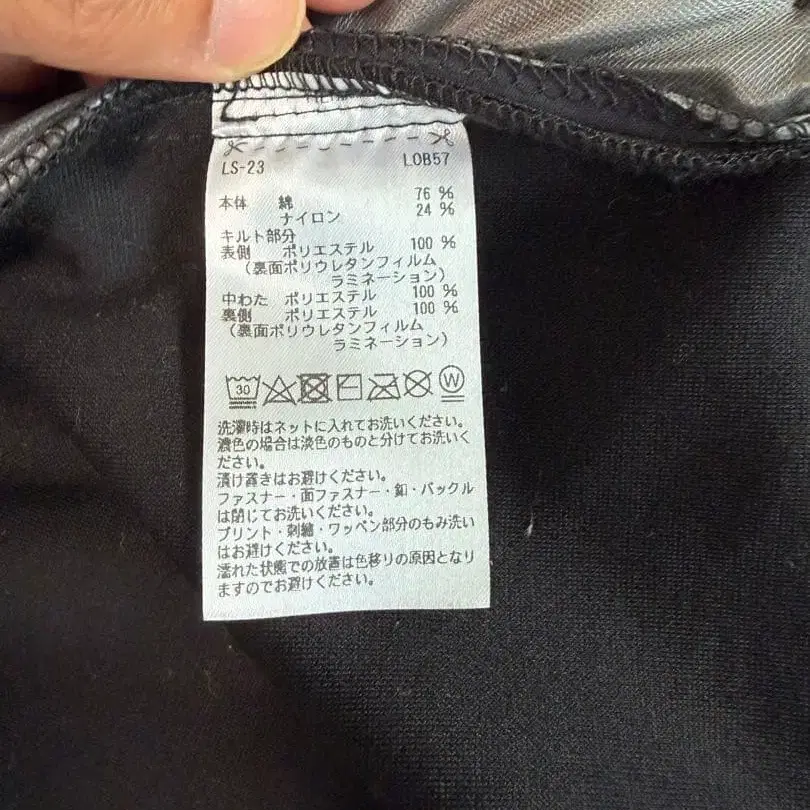 LS-23 LOB57
本体 綿 76 %
ナイロン 24 %
キルト部分
表側 ポリエステル 100 %
(裏面ポリウレタンフィルム
ラミネーション)
中わた ポリエステル 100 %
裏側 ポリエステル 100 %
(裏面ポリウレタンフィルム
ラミネーション)
30 W
洗濯時はネットに入れてお洗いください。
濃色の場合は淡色のものと分けてお洗いく
ださい。
漬け置きはお避けください。
ファスナー・面ファスナー・釦・バックル
は閉じてお洗いください。
プリント・刺繍・ワッペン部分のもみ洗い
はお避けください。
濡れた状態での放置は色移りの原因となり
ますのでお避けください。